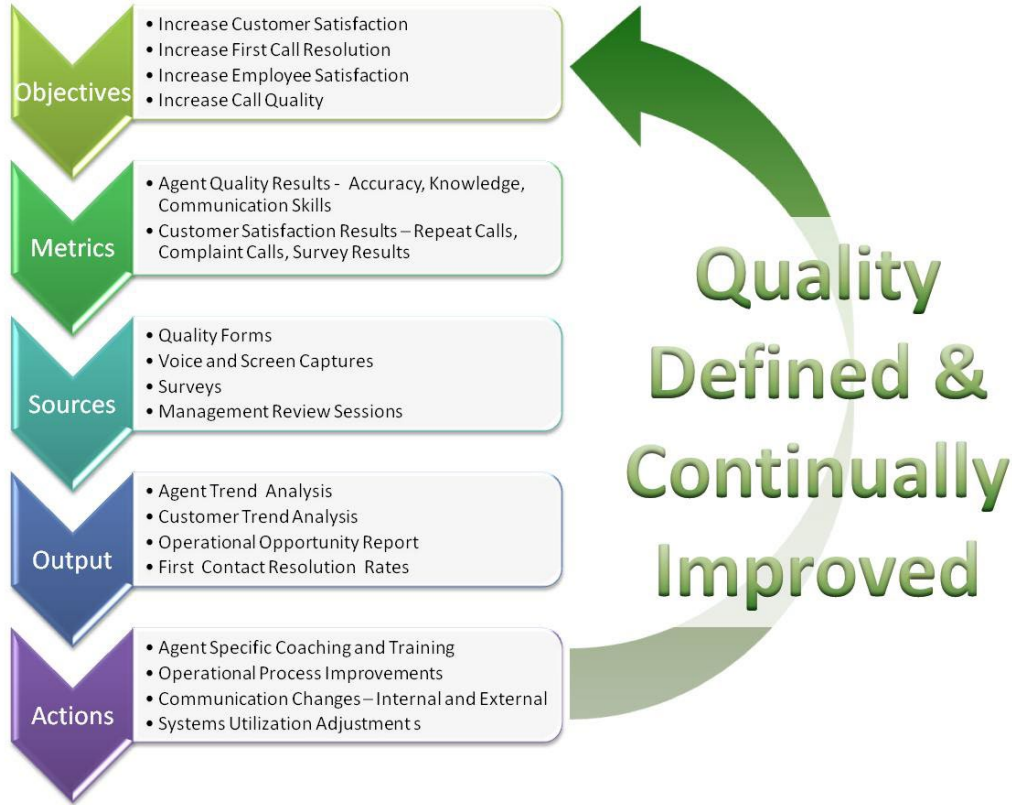 Objectives
• Increase Customer Satisfaction
• Increase First Call Resolution
• Increase Employee Satisfaction
• Increase Call Quality
Metrics
• Agent Quality Results - Accuracy, Knowledge,
Communication Skills
• Customer Satisfaction Results – Repeat Calls,
Complaint Calls, Survey Results
Sources
• Quality Forms
• Voice and Screen Captures
• Surveys
• Management Review Sessions
Output
• Agent Trend Analysis
• Customer Trend Analysis
• Operational Opportunity Report
• First Contact Resolution Rates
Actions
• Agent Specific Coaching and Training
• Operational Process Improvements
• Communication Changes – Internal and External
• Systems Utilization Adjustments
Quality
Defined &
Continually
Improved